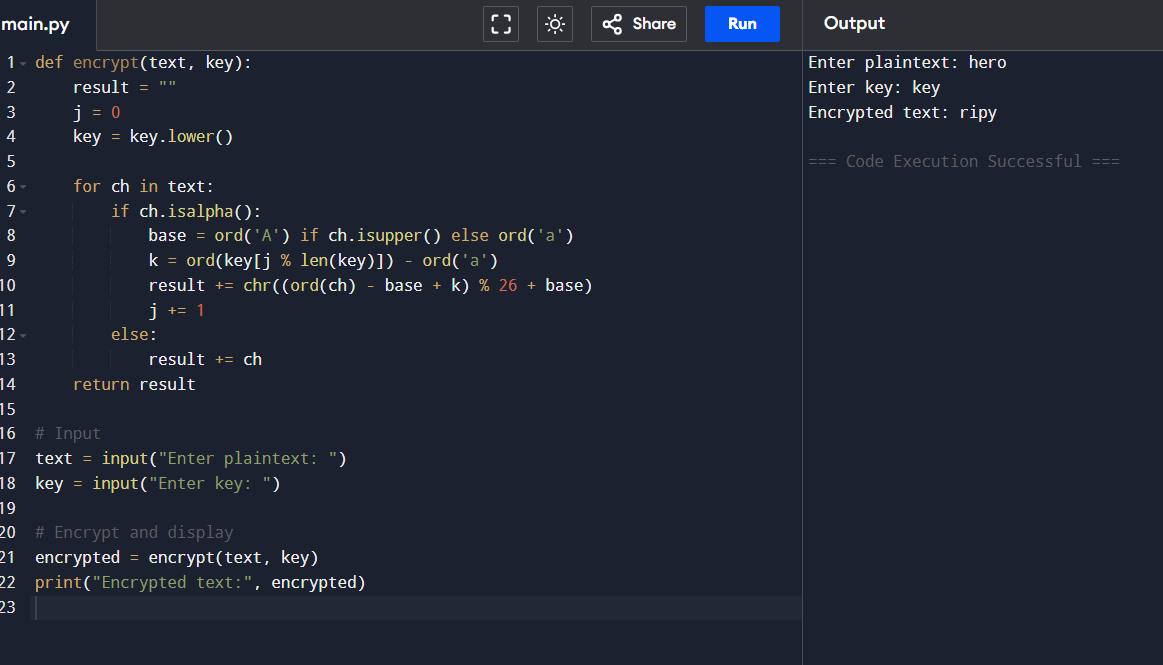 main.py
Share
Run
Output
1 def encrypt(text, key):
2     result = ""
3     j = 0
4     key = key.lower()
5
6     for ch in text:
7         if ch.isalpha():
8             base = ord('A') if ch.isupper() else ord('a')
9             k = ord(key[j % len(key)]) - ord('a')
10             result += chr((ord(ch) - base + k) % 26 + base)
11             j += 1
12         else:
13             result += ch
14     return result
15
16 # Input
17 text = input("Enter plaintext: ")
18 key = input("Enter key: ")
19
20 # Encrypt and display
21 encrypted = encrypt(text, key)
22 print("Encrypted text:", encrypted)
23
Enter plaintext: hero
Enter key: key
Encrypted text: ripy
=== Code Execution Successful ===